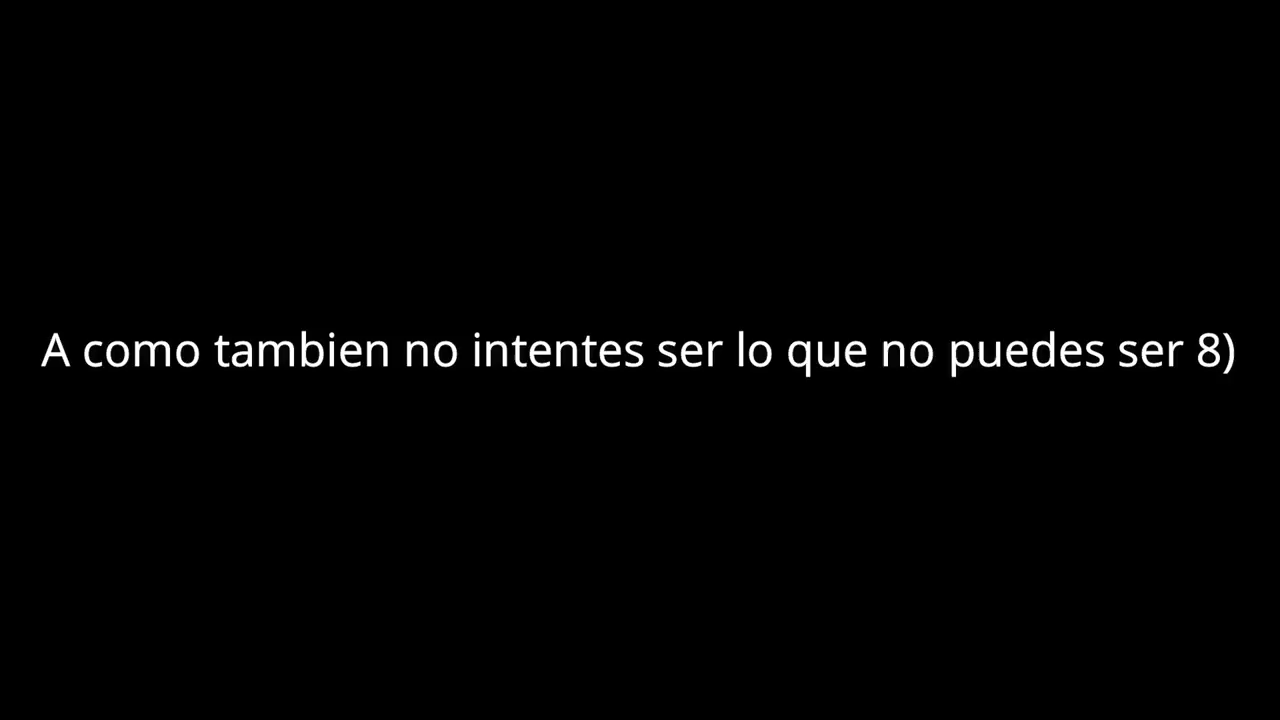 A como tambien no intentes ser lo que no puedes ser 8)